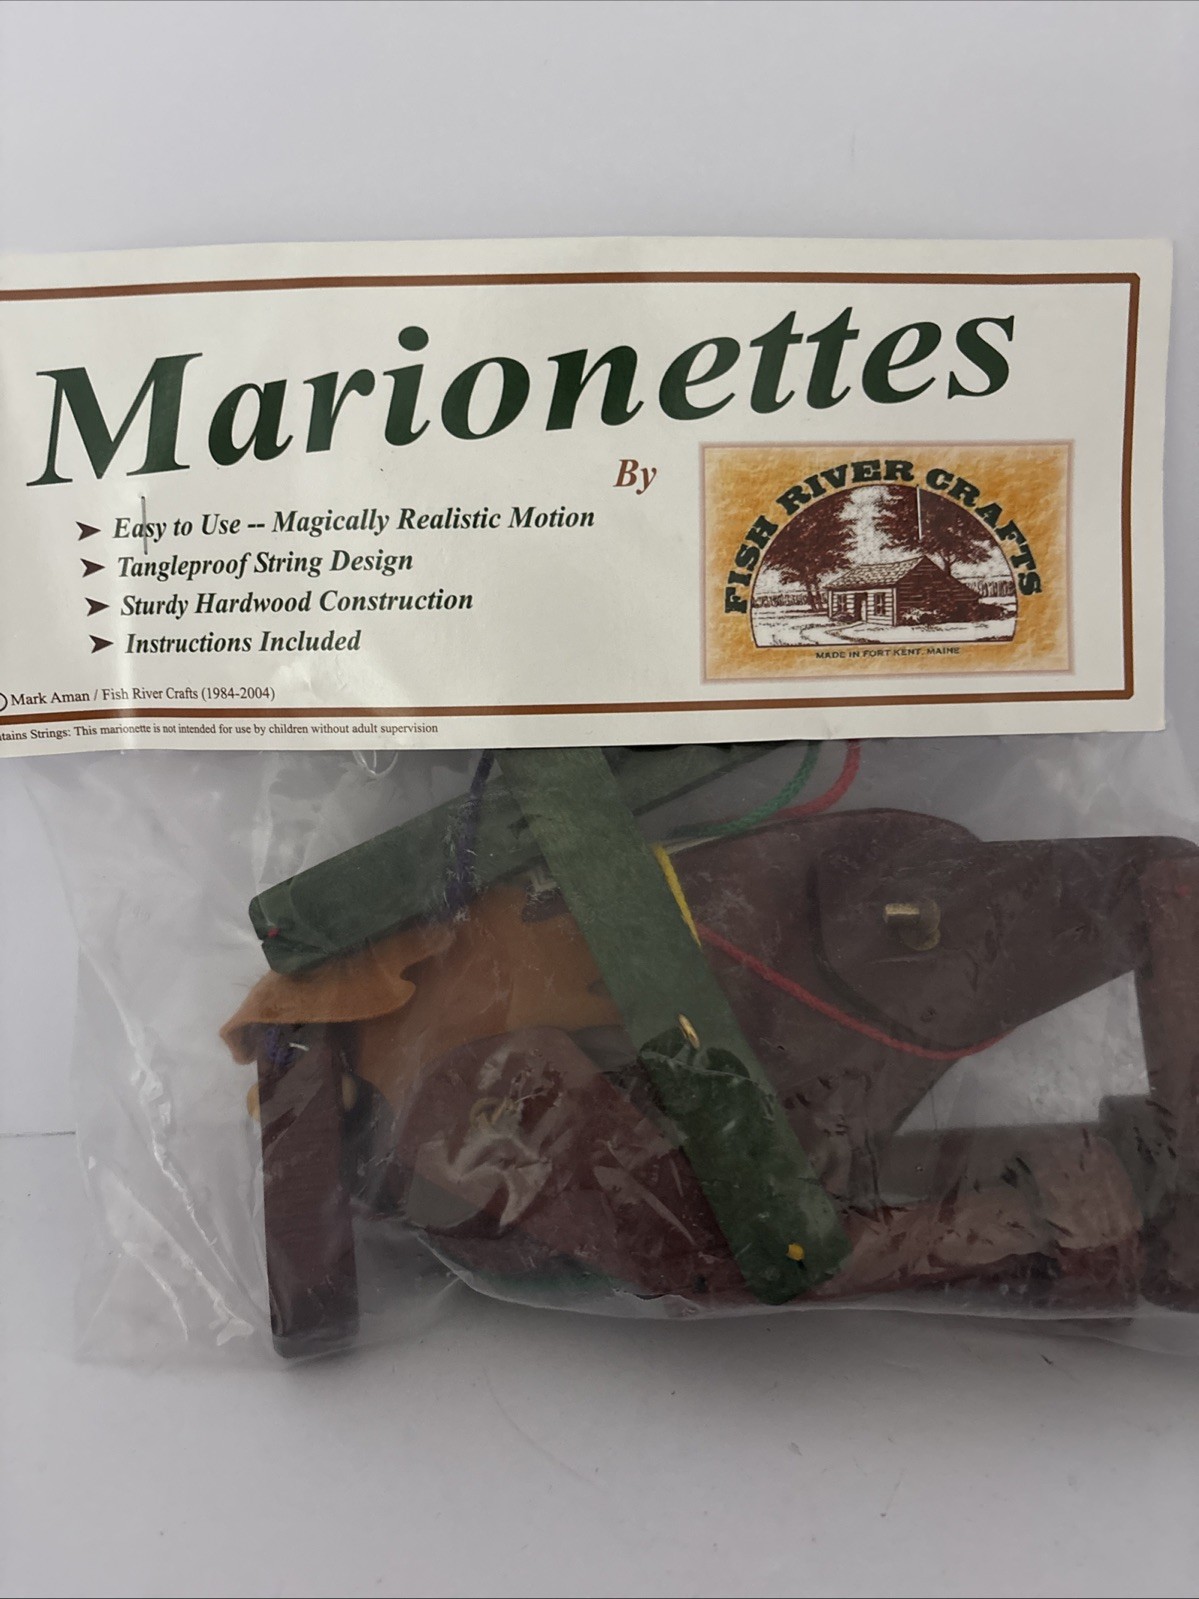 Marionettes
By
➤ Easy to Use -- Magically Realistic Motion
➤ Tangleproof String Design
➤ Sturdy Hardwood Construction
➤ Instructions Included
FISH RIVER CRAFTS
MADE IN FORT KENT, MAINE
Mark Aman / Fish River Crafts (1984-2004)
tains Strings: This marionette is not intended for use by children without adult supervision